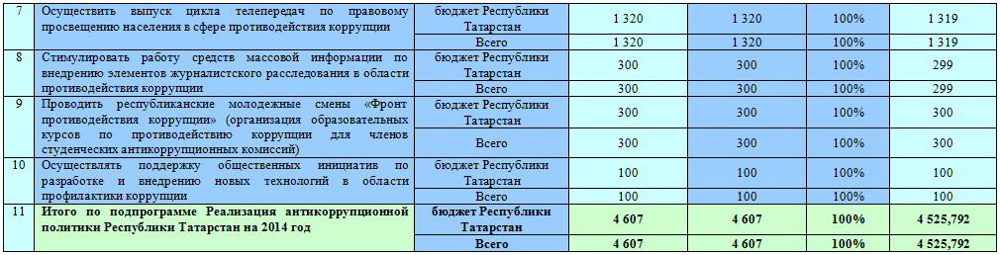 7 Осуществить выпуск цикла телепередач по правовому бюджет Республики 1 320 1 320 100% 1 319
просвещению населения в сфере противодействия коррупции Татарстан
Всего 1 320 1 320 100% 1 319
8 Стимулировать работу средств массовой информации по бюджет Республики 300 300 100% 299
внедрению элементов журналистского расследования в области Татарстан
противодействия коррупции Всего 300 300 100% 299
9 Проводить республиканские молодежные смены «Фронт бюджет Республики 300 300 100% 300
противодействия коррупции» (организация образовательных Татарстан
курсов по противодействию коррупции для членов Всего 300 300 100% 300
студенческих антикоррупционных комиссий)
10 Осуществлять поддержку общественных инициатив по бюджет Республики 100 100 100% 100
разработке и внедрению новых технологий в области Татарстан
профилактики коррупции Всего 100 100 100% 100
11 Итого по подпрограмме Реализация антикоррупционной бюджет Республики 4 607 4 607 100% 4 525,792
политики Республики Татарстан на 2014 год Татарстан
Всего 4 607 4 607 100% 4 525,792